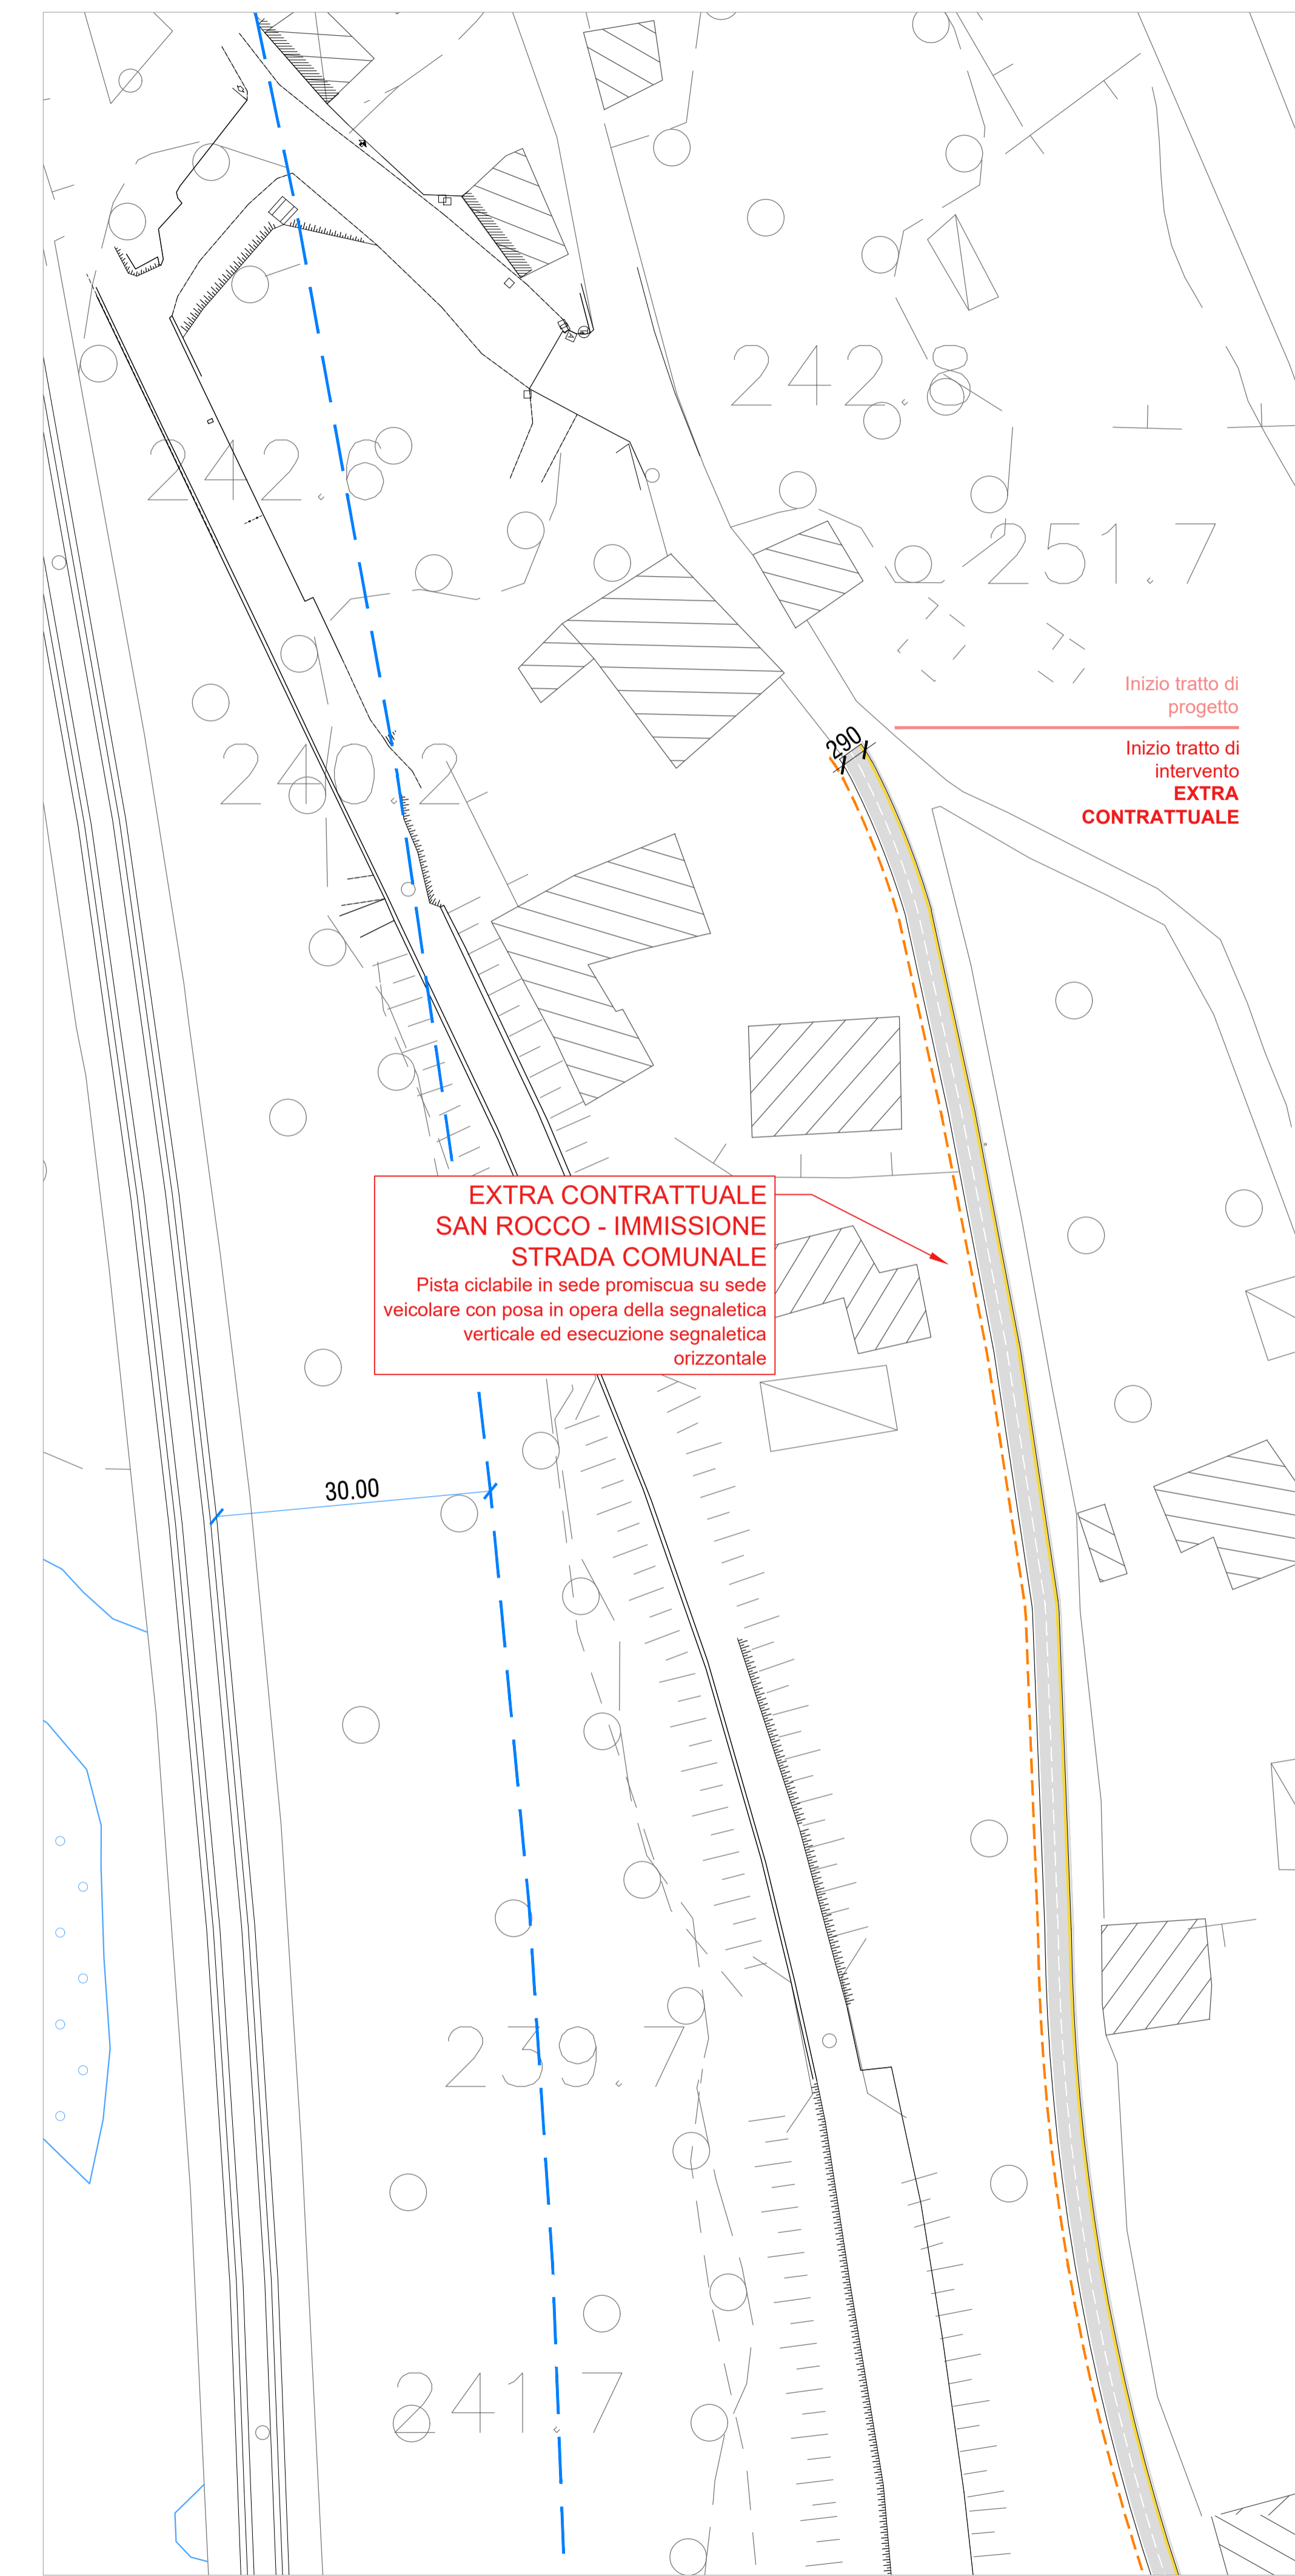 242.8
242.6
251.7
Inizio tratto di
progetto
Inizio tratto di
intervento
EXTRA
CONTRATTUALE
290
240.2
EXTRA CONTRATTUALE
SAN ROCCO - IMMISSIONE
STRADA COMUNALE
Pista ciclabile in sede promiscua su sede
veicolare con posa in opera della segnaletica
verticale ed esecuzione segnaletica
orizzontale
30.00
239.7
241.7